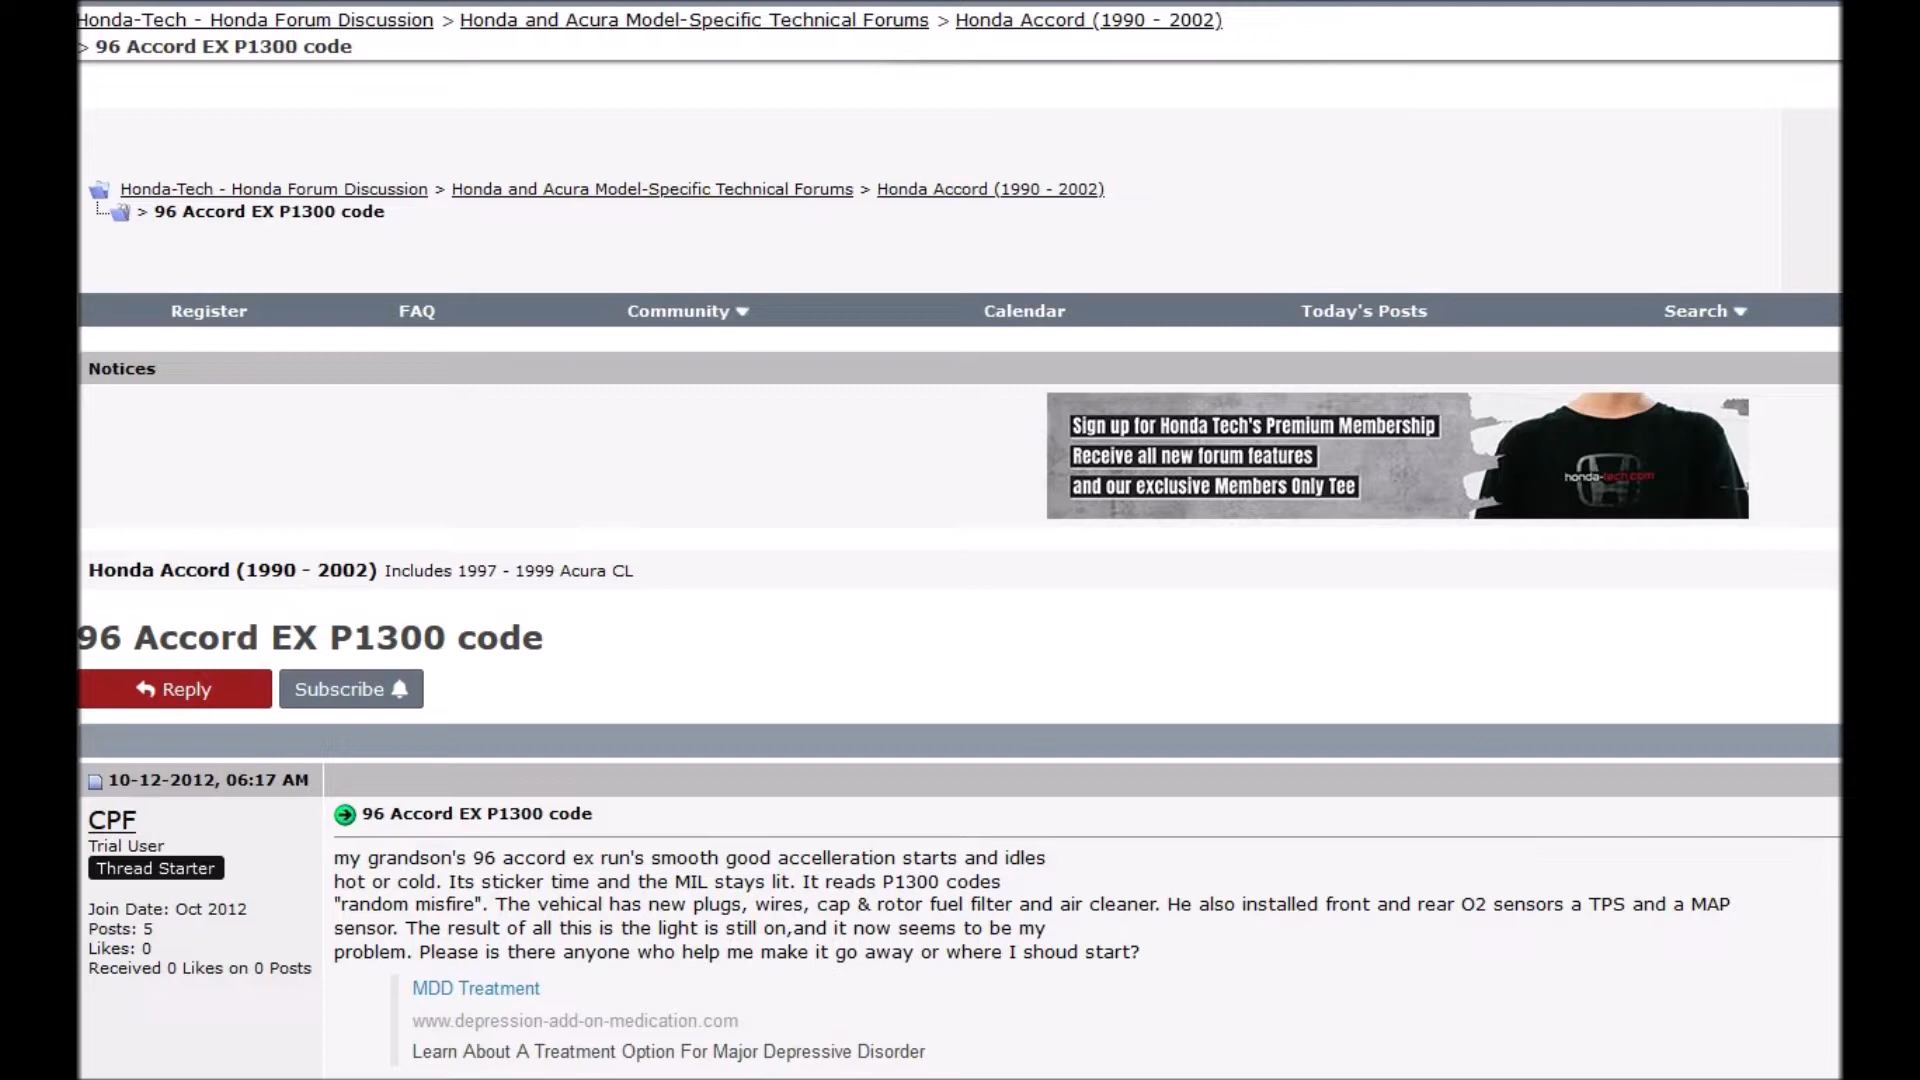 Honda-Tech - Honda Forum Discussion > Honda and Acura Model-Specific Technical Forums > Honda Accord (1990 - 2002)
> 96 Accord EX P1300 code
Honda-Tech - Honda Forum Discussion > Honda and Acura Model-Specific Technical Forums > Honda Accord (1990 - 2002)
> 96 Accord EX P1300 code
Register FAQ Community Calendar Today's Posts Search
Notices
Sign up for Honda Tech's Premium Membership
Receive all new forum features
and our exclusive Members Only Tee
honda-tech.com
Honda Accord (1990 - 2002) Includes 1997 - 1999 Acura CL
96 Accord EX P1300 code
Reply Subscribe
10-12-2012, 06:17 AM
CPF
Trial User
Thread Starter
Join Date: Oct 2012
Posts: 5
Likes: 0
Received 0 Likes on 0 Posts
96 Accord EX P1300 code
my grandson's 96 accord ex run's smooth good accelleration starts and idles
hot or cold. Its sticker time and the MIL stays lit. It reads P1300 codes
"random misfire". The vehical has new plugs, wires, cap & rotor fuel filter and air cleaner. He also installed front and rear O2 sensors a TPS and a MAP
sensor. The result of all this is the light is still on,and it now seems to be my
problem. Please is there anyone who help me make it go away or where I shoud start?
MDD Treatment
www.depression-add-on-medication.com
Learn About A Treatment Option For Major Depressive Disorder